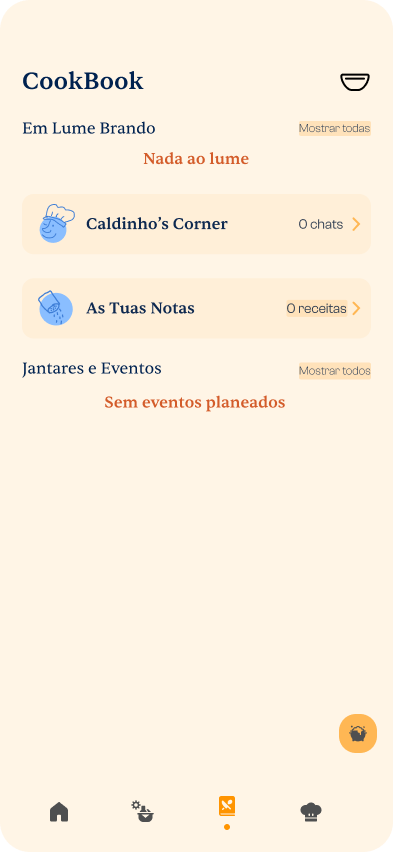 CookBook
Em Lume Brando
Mostrar todas
Nada ao lume
Caldinho’s Corner
0 chats
As Tuas Notas
0 receitas
Jantares e Eventos
Mostrar todos
Sem eventos planeados